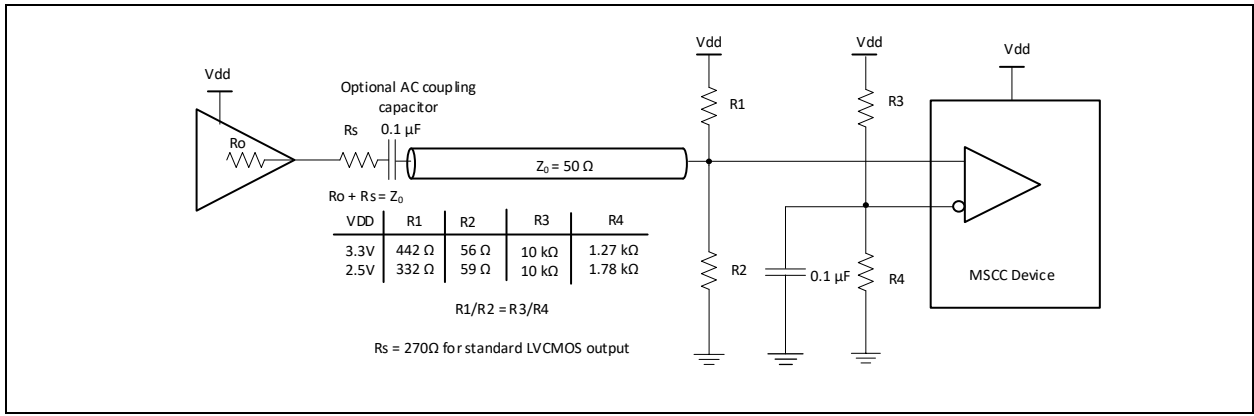 Vdd
Vdd
Vdd
Vdd
Optional AC coupling
capacitor
R1
R3
Ro
Rs
0.1 µF
Z₀ = 50 Ω
Ro + Rs = Z₀
VDD R1 R2 R3 R4
3.3V 442 Ω 56 Ω 10 kΩ 1.27 kΩ
2.5V 332 Ω 59 Ω 10 kΩ 1.78 kΩ
R2
0.1 µF
R4
MSCC Device
R1/R2 = R3/R4
Rs = 270Ω for standard LVCMOS output